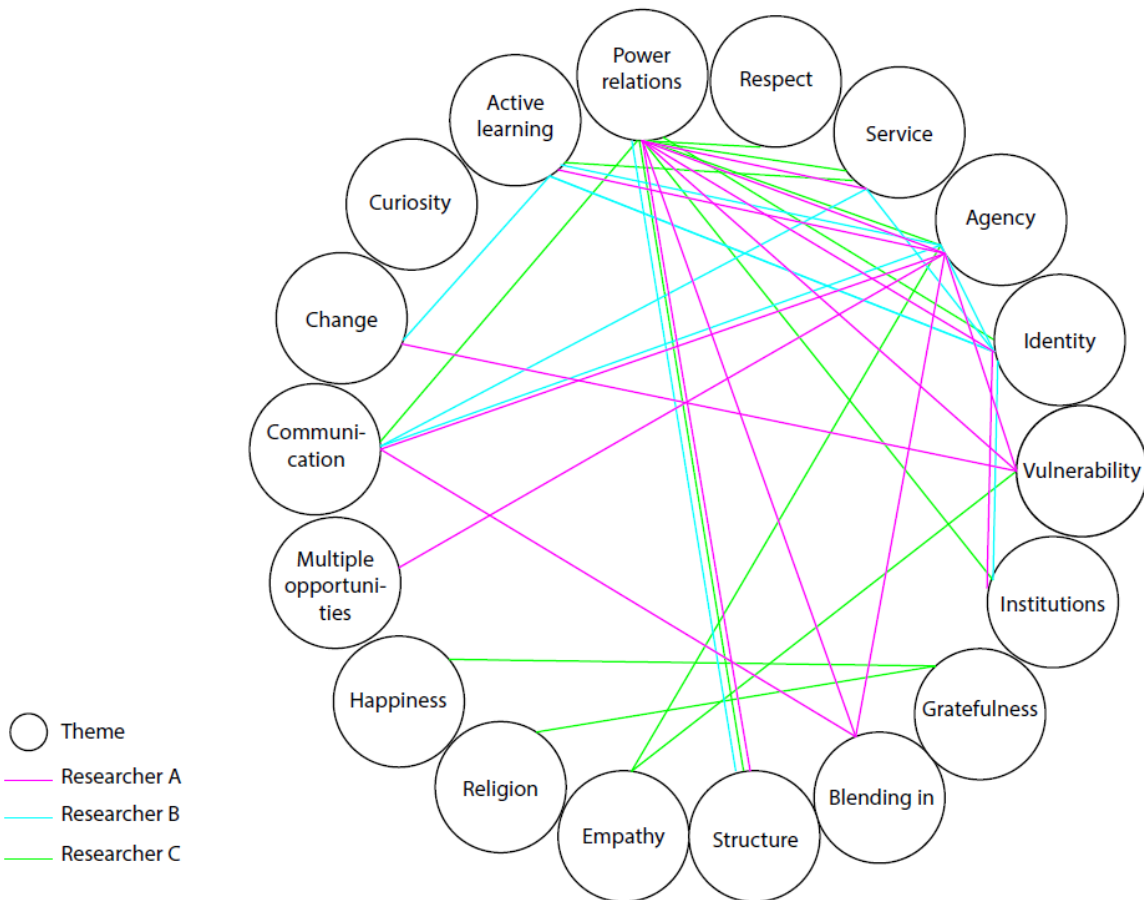 Power
relations
Respect
Service
Agency
Identity
Vulnerability
Institutions
Gratefulness
Blending in
Structure
Empathy
Religion
Happiness
Multiple
opportuni-
ties
Communi-
cation
Change
Curiosity
Active
learning
Theme
Researcher A
Researcher B
Researcher C